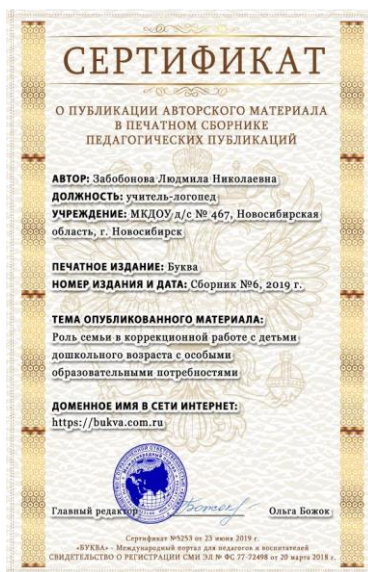 СЕРТИФИКАТ
О ПУБЛИКАЦИИ АВТОРСКОГО МАТЕРИАЛА
В ПЕЧАТНОМ СБОРНИКЕ
ПЕДАГОГИЧЕСКИХ ПУБЛИКАЦИЙ
АВТОР: Забобонова Людмила Николаевна
ДОЛЖНОСТЬ: учитель-логопед
УЧРЕЖДЕНИЕ: МКДОУ д/с № 467, Новосибирская
область, г. Новосибирск
ПЕЧАТНОЕ ИЗДАНИЕ: Буква
НОМЕР ИЗДАНИЯ И ДАТА: Сборник №6, 2019 г.
ТЕМА ОПУБЛИКОВАННОГО МАТЕРИАЛА:
Роль семьи в коррекционной работе с детьми
дошкольного возраста с особыми
образовательными потребностями
ДОМЕННОЕ ИМЯ В СЕТИ ИНТЕРНЕТ:
https://bukva.com.ru
Главный редактор Ольга Божок
Сертификат №5253 от 23 июня 2019 г.
«БУКВА» - Международный портал для педагогов и воспитателей
СВИДЕТЕЛЬСТВО О РЕГИСТРАЦИИ СМИ ЭЛ № ФС 77-72498 от 20 марта 2018 г.